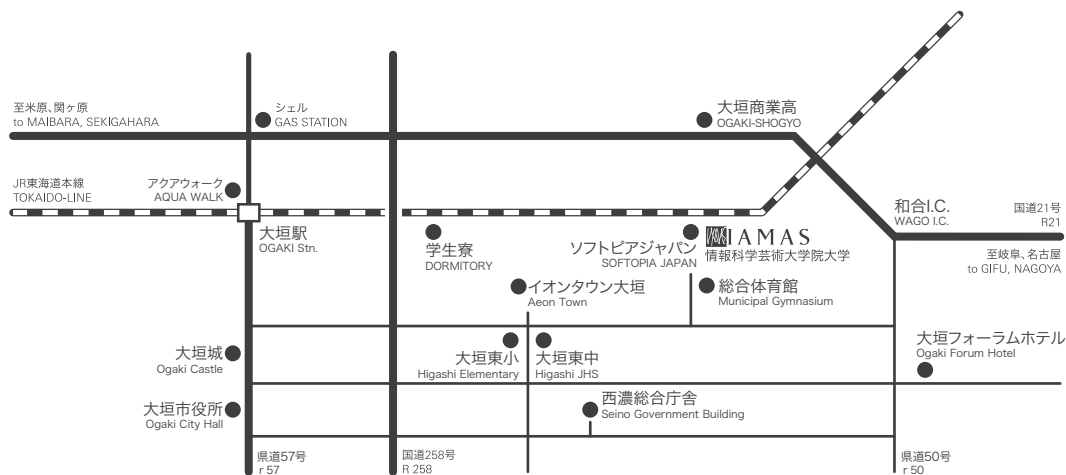 至米原、関ヶ原
to MAIBARA, SEKIGAHARA
シェル
GAS STATION
大垣商業高
OGAKI-SHOGYO
JR東海道本線
TOKAIDO-LINE
アクアウォーク
AQUA WALK
大垣駅
OGAKI Stn.
学生寮
DORMITORY
ソフトピアジャパン
SOFTOPIA JAPAN
IAMAS
情報科学芸術大学院大学
和合I.C.
WAGO I.C.
国道21号
R21
至岐阜、名古屋
to GIFU, NAGOYA
イオンタウン大垣
Aeon Town
総合体育館
Municipal Gymnasium
大垣城
Ogaki Castle
大垣東小
Higashi Elementary
大垣東中
Higashi JHS
大垣フォーラムホテル
Ogaki Forum Hotel
大垣市役所
Ogaki City Hall
西濃総合庁舎
Seino Government Building
県道57号
r 57
国道258号
R 258
県道50号
r 50